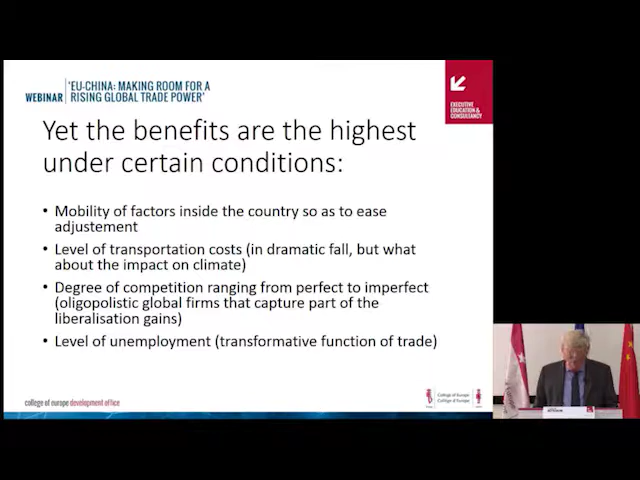 WEBINAR
'EU-CHINA: MAKING ROOM FOR A
RISING GLOBAL TRADE POWER'
EXECUTIVE
EDUCATION &
CONSULTANCY
Yet the benefits are the highest
under certain conditions:
• Mobility of factors inside the country so as to ease
adjustement
• Level of transportation costs (in dramatic fall, but what
about the impact on climate)
• Degree of competition ranging from perfect to imperfect
(oligopolistic global firms that capture part of the
liberalisation gains)
• Level of unemployment (transformative function of trade)
college of europe development office
College of Europe
Collège d'Europe